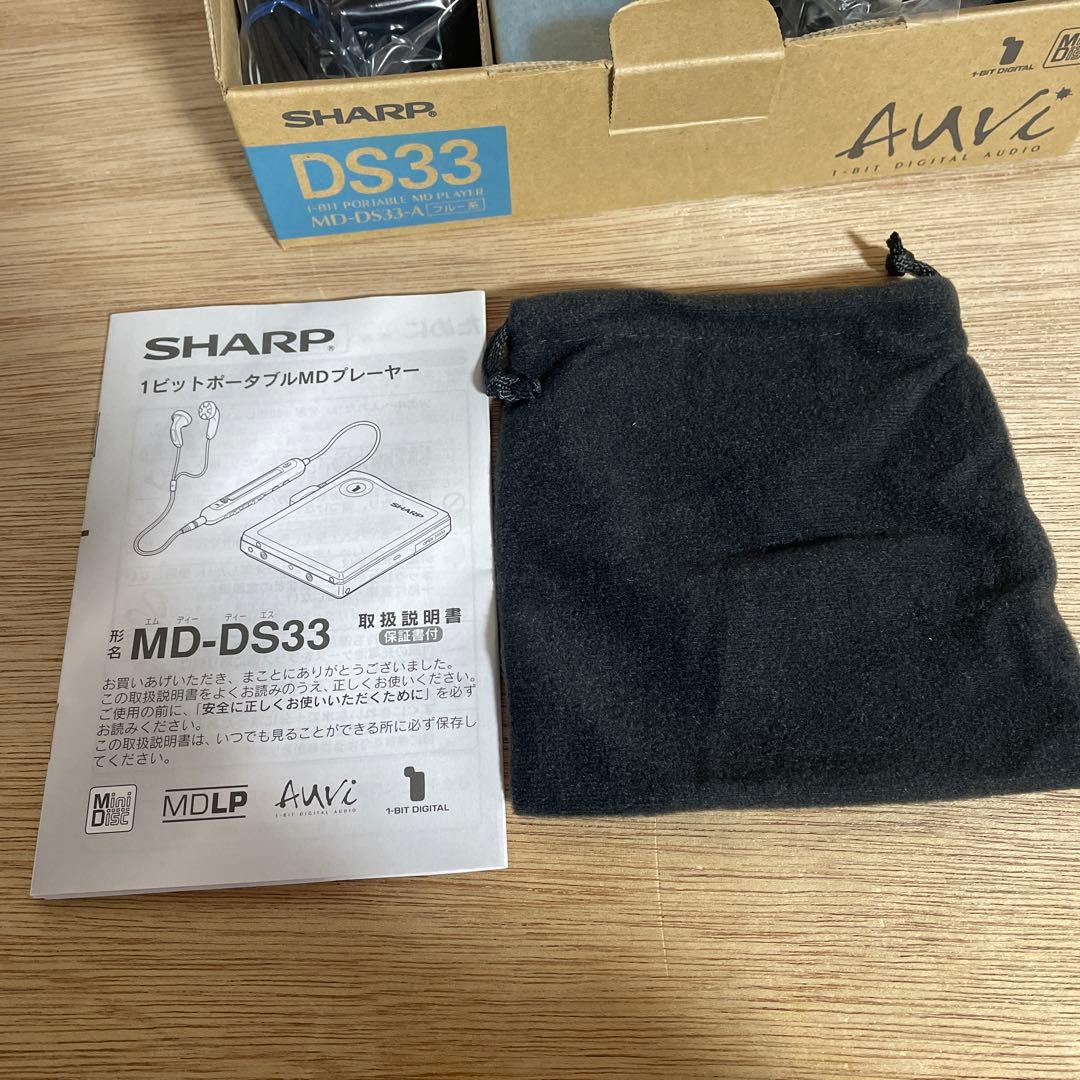 SHARP®
DS33
1-BIT PORTABLE MD PLAYER
MD-DS33-A ブルー系
1-BIT DIGITAL
Mini Disc
Auvi
1-BIT DIGITAL AUDIO
SHARP®
1ビットポータブルMDプレーヤー
SHARP
エム ディー ディー エス
形名 MD-DS33
取扱説明書
保証書付
お買いあげいただき、まことにありがとうございました。
この取扱説明書をよくお読みのうえ、正しくお使いください。
ご使用の前に、「安全に正しくお使いいただくために」を必ず
お読みください。
この取扱説明書は、いつでも見ることができる所に必ず保存し
てください。
Mini Disc
MDLP
Auvi
1-BIT DIGITAL AUDIO
1-BIT DIGITAL